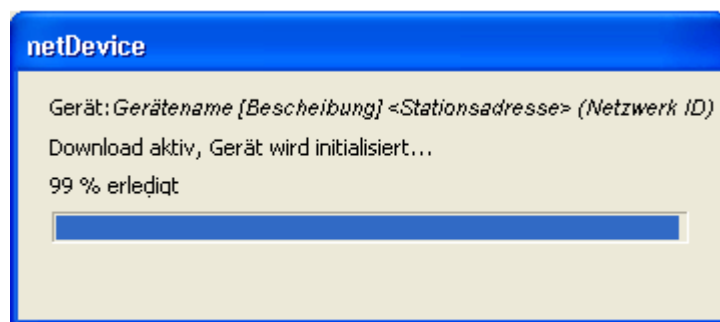 netDevice
Gerät: Gerätename [Bescheibung] <Stationsadresse> (Netzwerk ID)
Download aktiv, Gerät wird initialisiert...
99 % erledigt